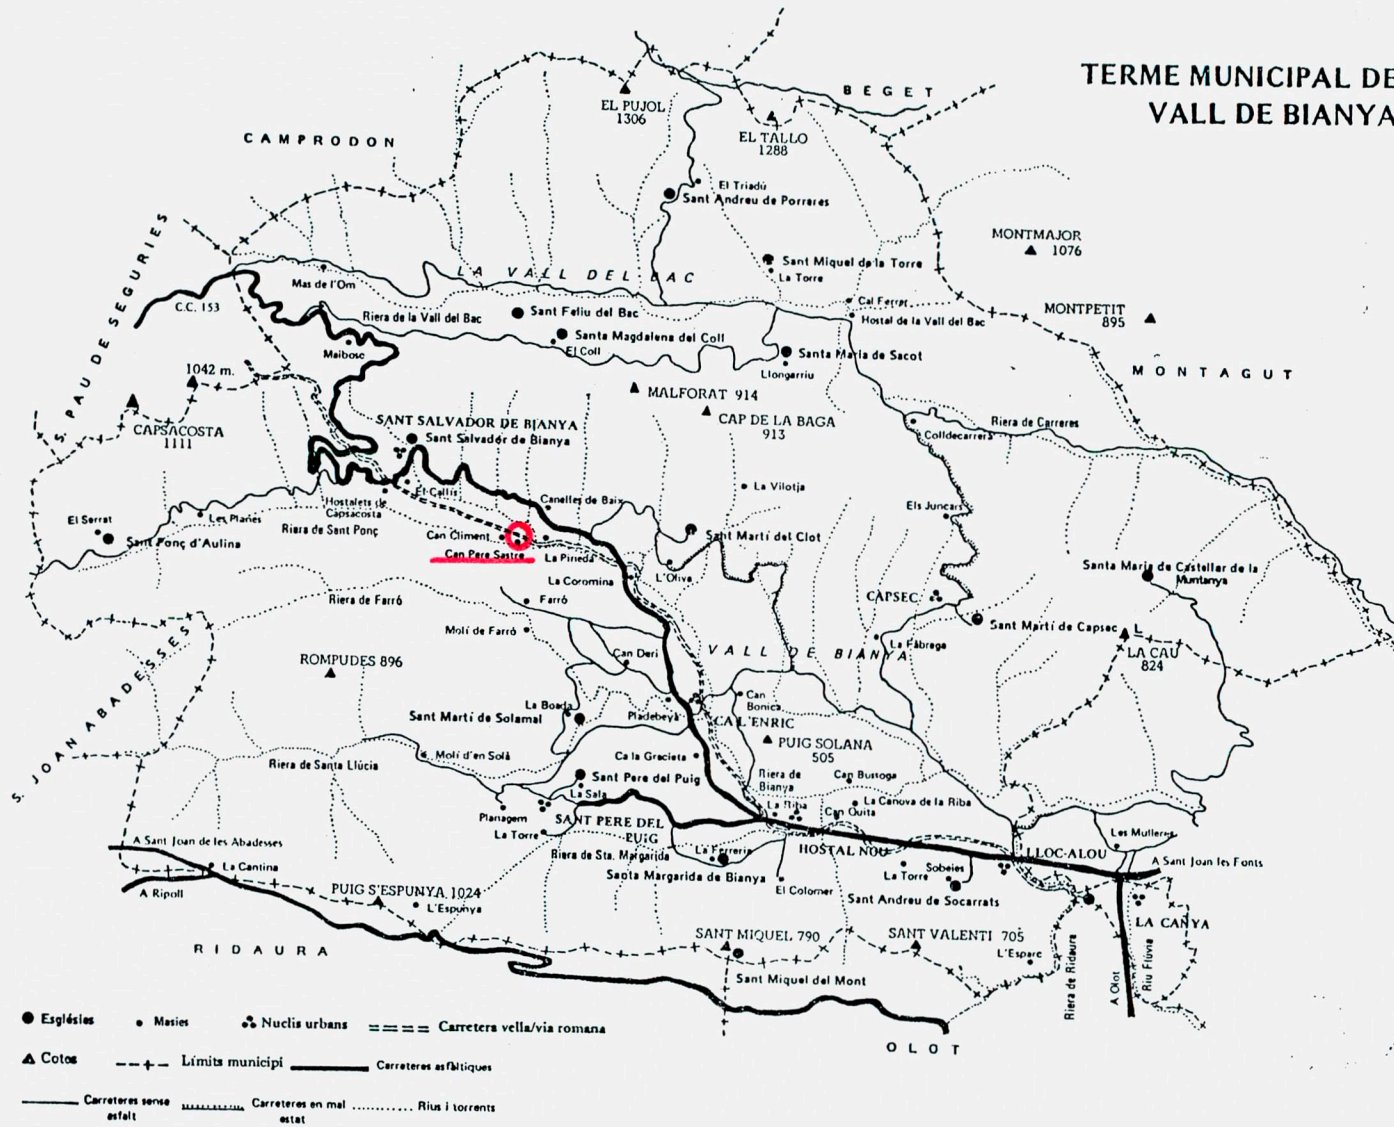 TERME MUNICIPAL DE
VALL DE BIANYA
BEGET
EL PUJOL
1306
EL TALLO
1288
CAMPRODON
El Triadú
Sant Andreu de Porreres
S. PAU DE SEGURIES
MONTMAJOR
1076
Sant Miquel de la Torre
La Torre
LA VALL DEL BAC
Mas de l'Om
C.C. 153
Cal Ferrer
Hostal de la Vall del Bac
MONTPETIT
895
Riera de la Vall del Bac
Sant Feliu del Bac
Santa Magdalena del Coll
El Coll
Maibosc
Santa Maria de Sacot
Llongarriu
MONTAGUT
1042 m.
MALFORAT 914
CAP DE LA BAGA
913
CAPSACOSTA
1111
SANT SALVADOR DE BIANYA
Sant Salvador de Bianya
Riera de Carreres
Colldecarrera
El Callís
La Vilotja
Hostalets de
Capsacosta
Canelles de Baix
Els Juncars
El Serrat
Les Planes
Sant Ponç d'Aulina
Riera de Sant Ponç
Can Climent
Can Pere Sastre
La Pineda
Sant Martí del Clot
L'Oliva
La Coromina
Santa Maria de Castellar de la
Muntanya
Riera de Farró
Farró
CAPSEC
Molí de Farró
Sant Martí de Capsec
La Fàbrega
S. JOAN ABADESSES
ROMPUDES 896
Can Deri
VALL DE BIANYA
LA CAU
824
La Boada
Sant Martí de Solamal
Pladebeyà
Can
Bonica
CA L'ENRIC
PUIG SOLANA
505
Riera de Santa Llúcia
Molí d'en Solà
Ca la Gracieta
Sant Pere del Puig
La Sala
Riera de
Bianya
Can Bussoga
Planagem
La Torre
SANT PERE DEL
PUIG
La Riba
La Canova de la Riba
Can Quita
HOSTAL NOU
Les Mulleres
A Sant Joan de les Abadesses
La Cantina
A Ripoll
Riera de Sta. Margarida
La Ferreria
Santa Margarida de Bianya
El Colomer
La Torre
Sobeies
Sant Andreu de Socarrats
LLOC-ALOU
A Sant Joan les Fonts
PUIG S'ESPUNYA 1024
L'Espunya
LA CANYA
RIDAURA
SANT MIQUEL 790
Sant Miquel del Mont
SANT VALENTI 705
L'Esparc
Riera de Ridaura
A Olot
Riu Flúvia
OLOT
Esglésies
Masies
Nuclis urbans
Carretera vella/via romana
Cotes
Límits municipi
Carreteres asfàltiques
Carreteres sense
asfalt
Carreteres en mal
estat
Rius i torrents